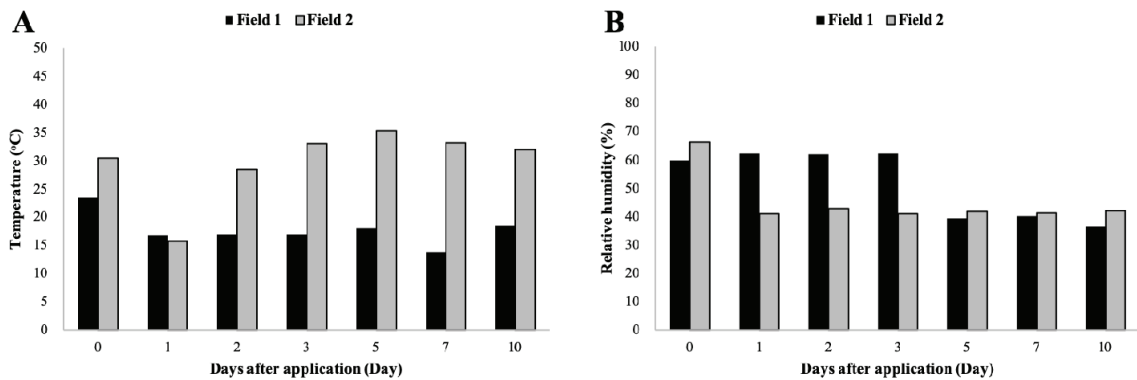 A
Field 1 Field 2
50
45
40
35
30
25
20
15
10
5
0
Temperature (ºC)
0 1 2 3 5 7 10
Days after application (Day)
B
Field 1 Field 2
100
90
80
70
60
50
40
30
20
10
0
Relative humidity (%)
0 1 2 3 5 7 10
Days after application (Day)